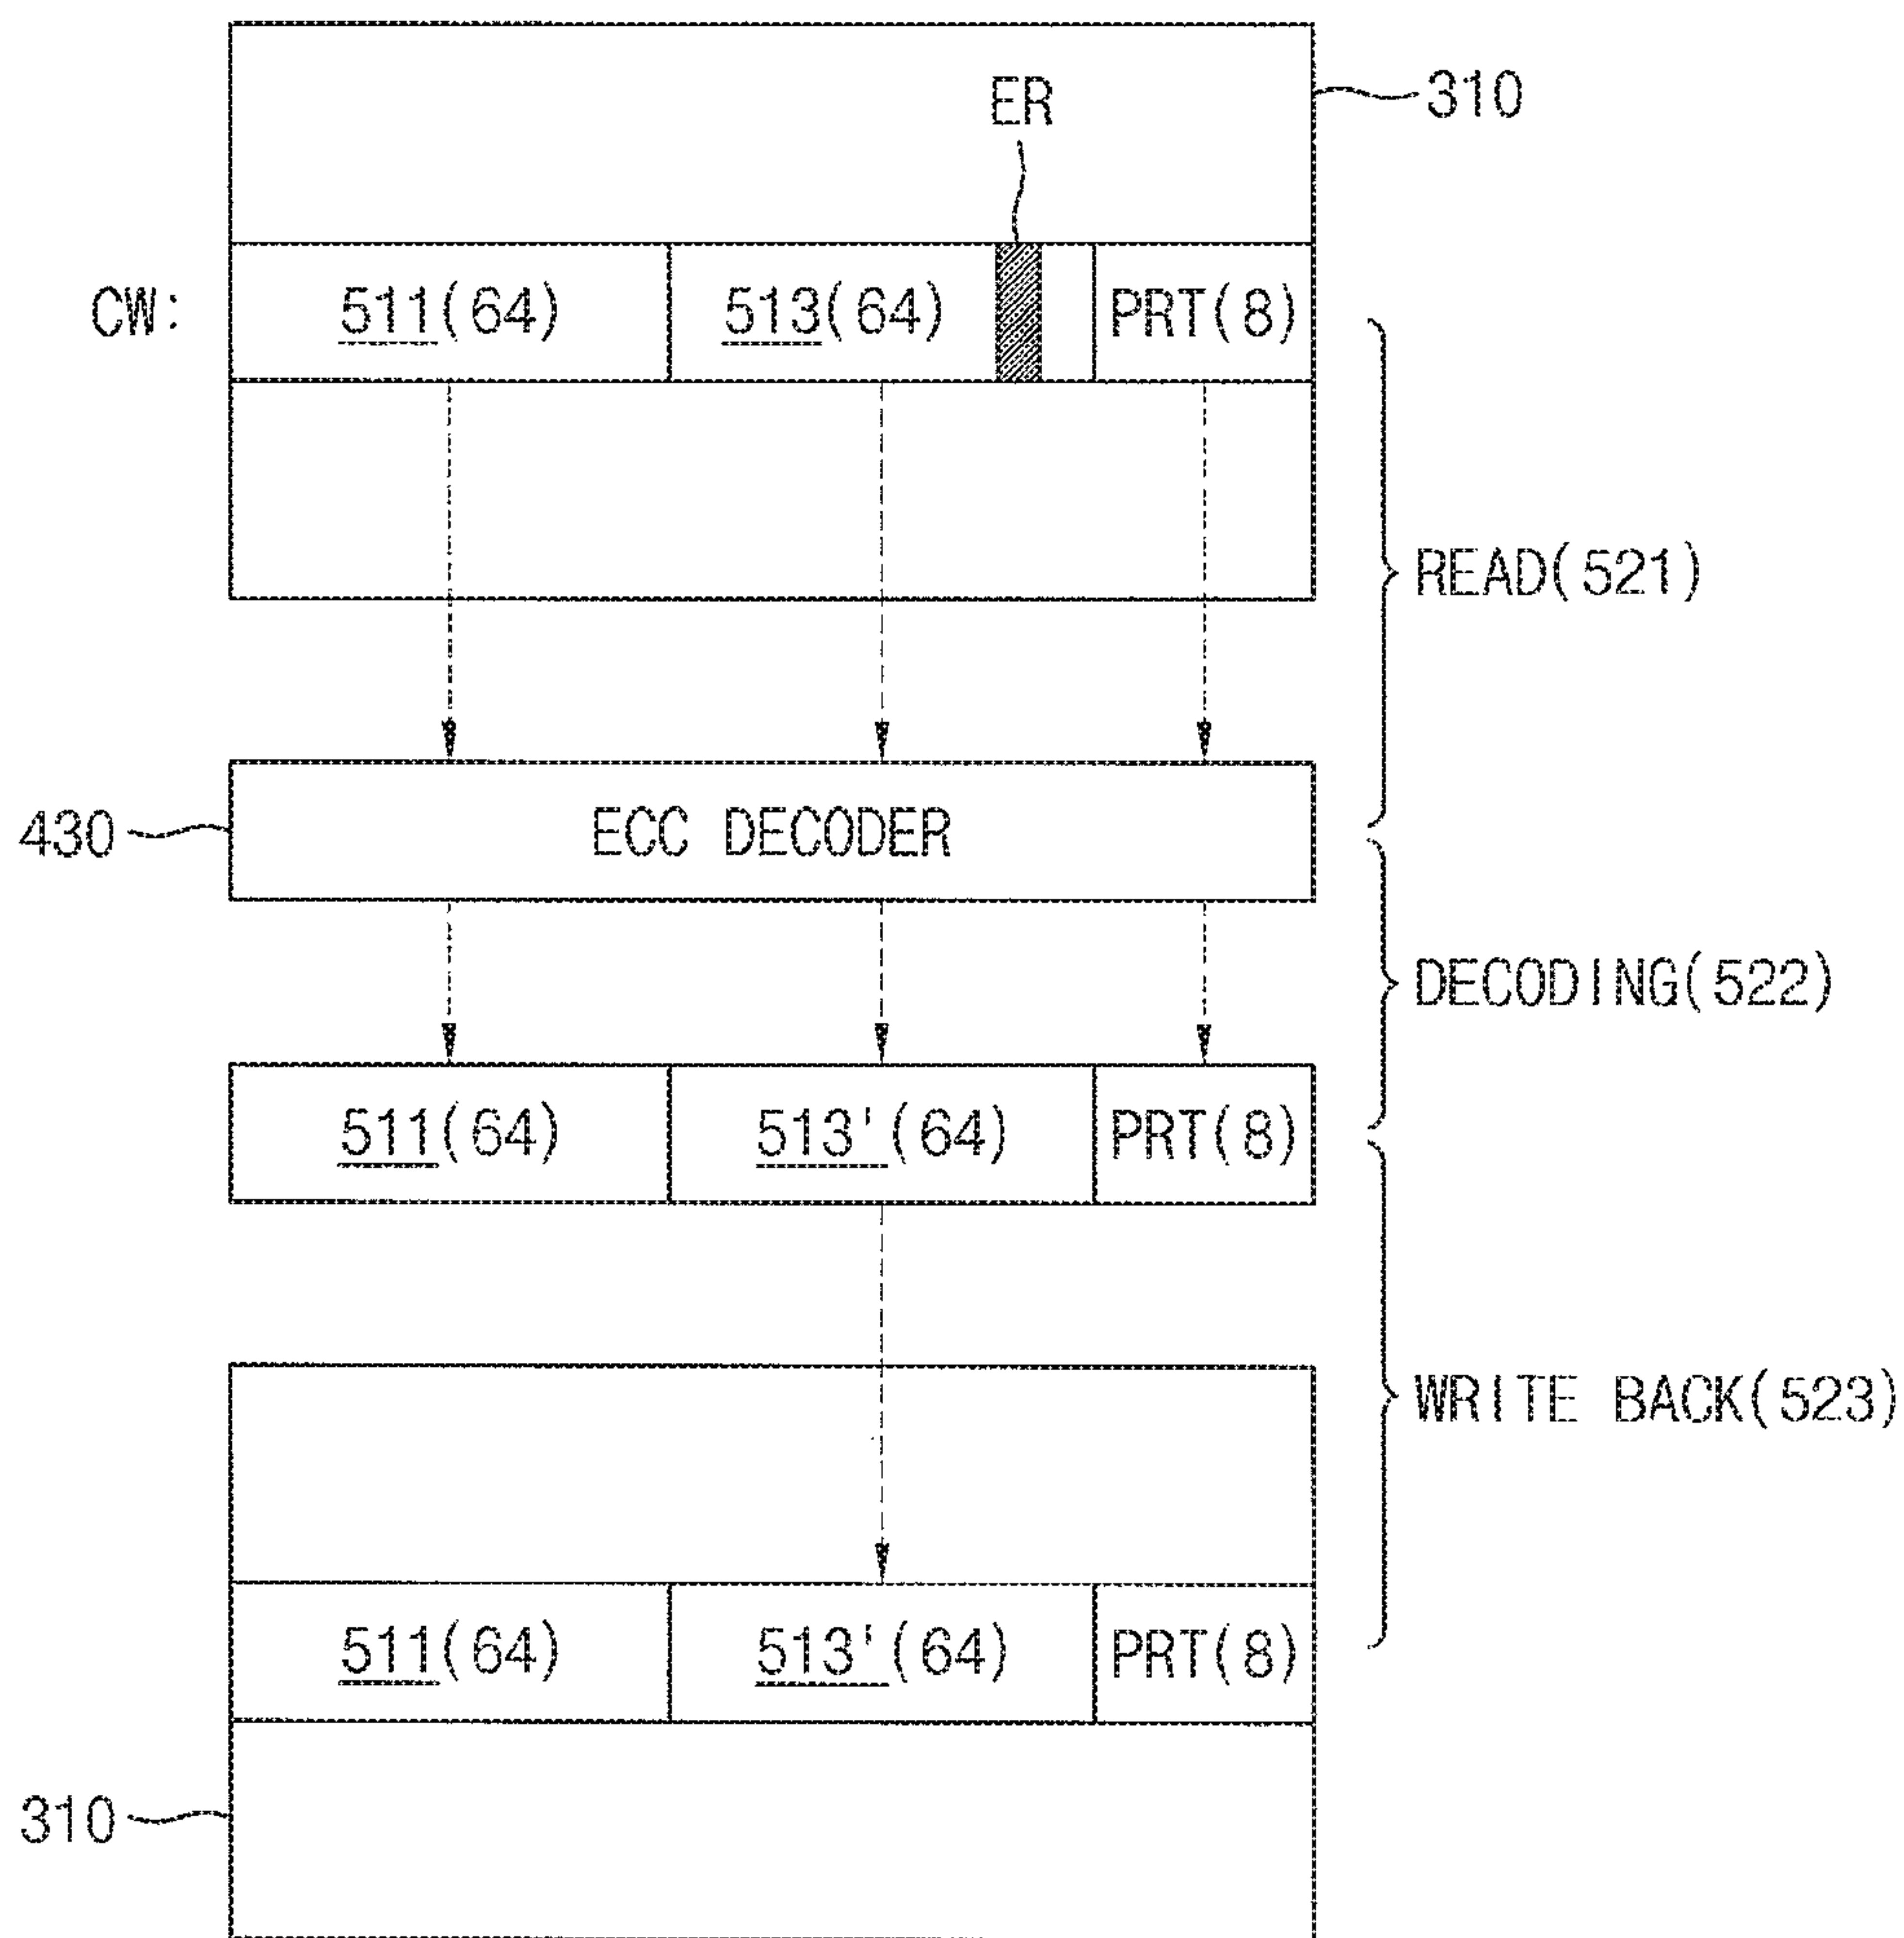 ER
310
CW: 511(64) 513(64) PRT(8)
READ(521)
430 ECC DECODER
DECODING(522)
511(64) 513'(64) PRT(8)
WRITE BACK(523)
511(64) 513'(64) PRT(8)
310